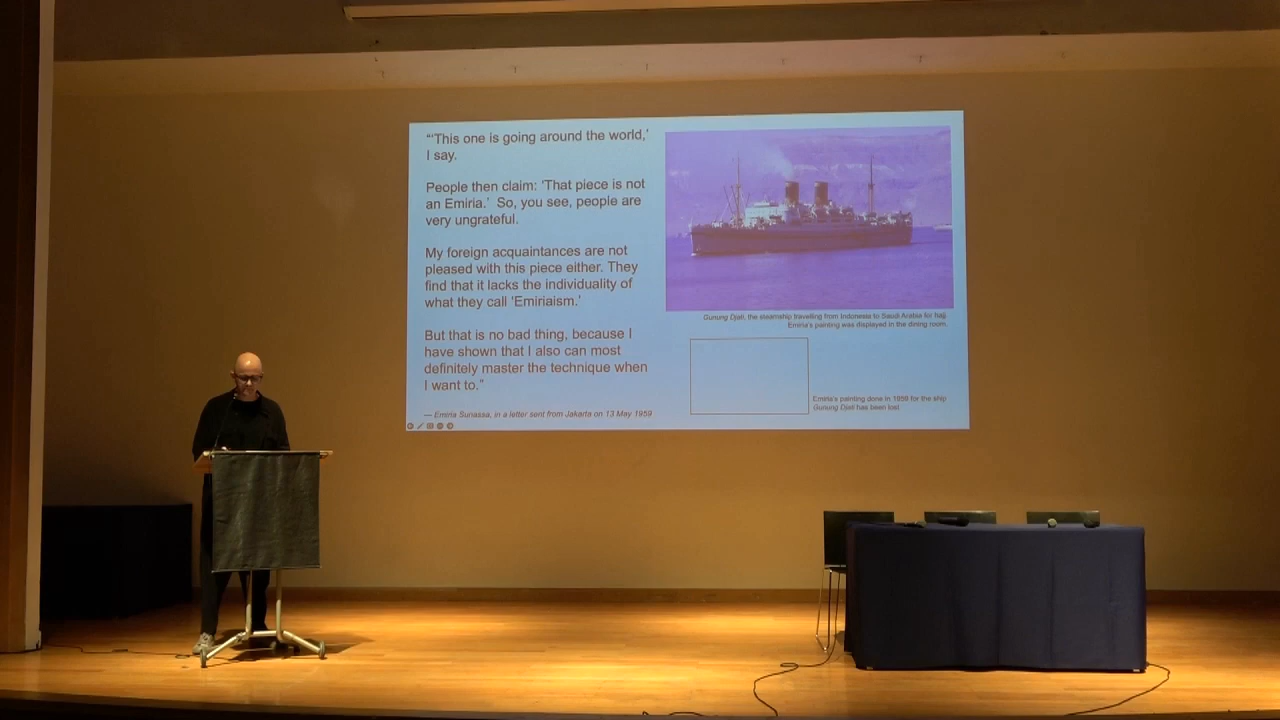 “‘This one is going around the world,’
I say.
People then claim: ‘That piece is not
an Emiria.’  So, you see, people are
very ungrateful.
My foreign acquaintances are not
pleased with this piece either. They
find that it lacks the individuality of
what they call ‘Emiriaism.’
But that is no bad thing, because I
have shown that I also can most
definitely master the technique when
I want to.”
— Emiria Sunassa, in a letter sent from Jakarta on 13 May 1959
Gunung Djati, the steamship travelling from Indonesia to Saudi Arabia for hajj.
Emiria’s painting was displayed in the dining room.
Emiria’s painting done in 1959 for the ship
Gunung Djati has been lost